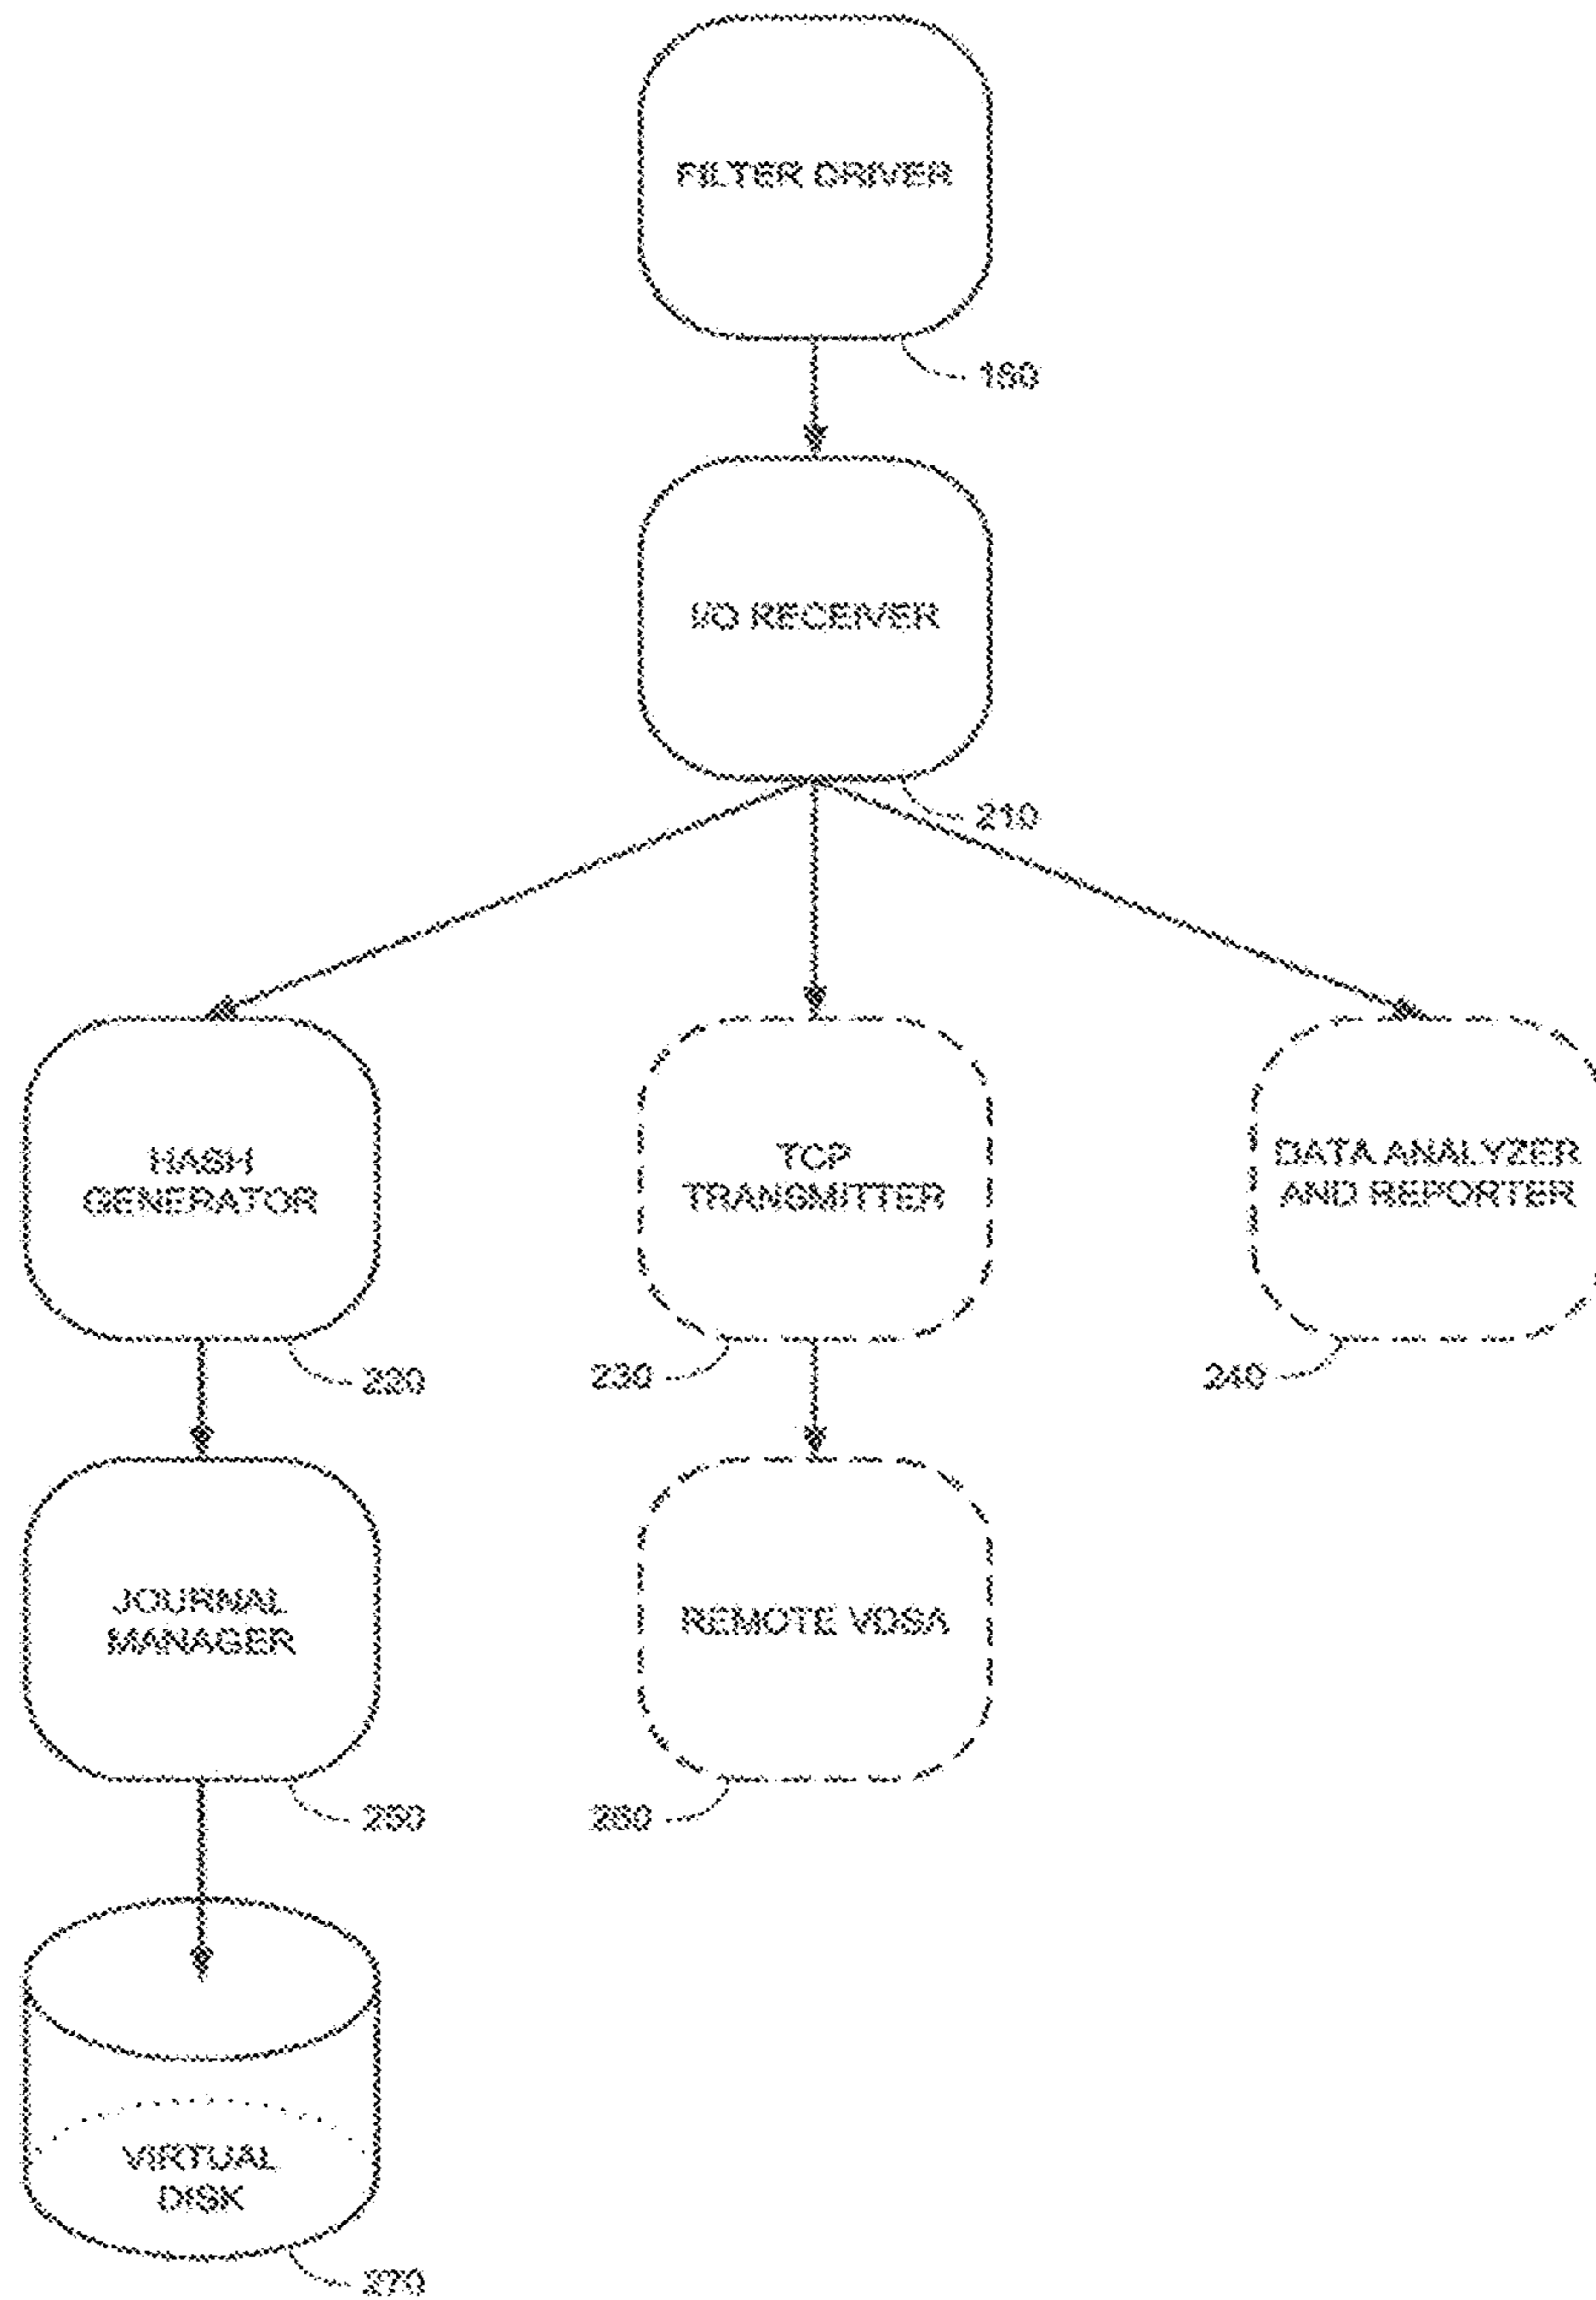 FILTER DRIVER
I/O RECEIVER
210
HASH
GENERATOR
220
TCP
TRANSMITTER
230
DATA ANALYZER
AND REPORTER
240
JOURNAL
MANAGER
250
REMOTE VDSA
260
VIRTUAL
DISK
270